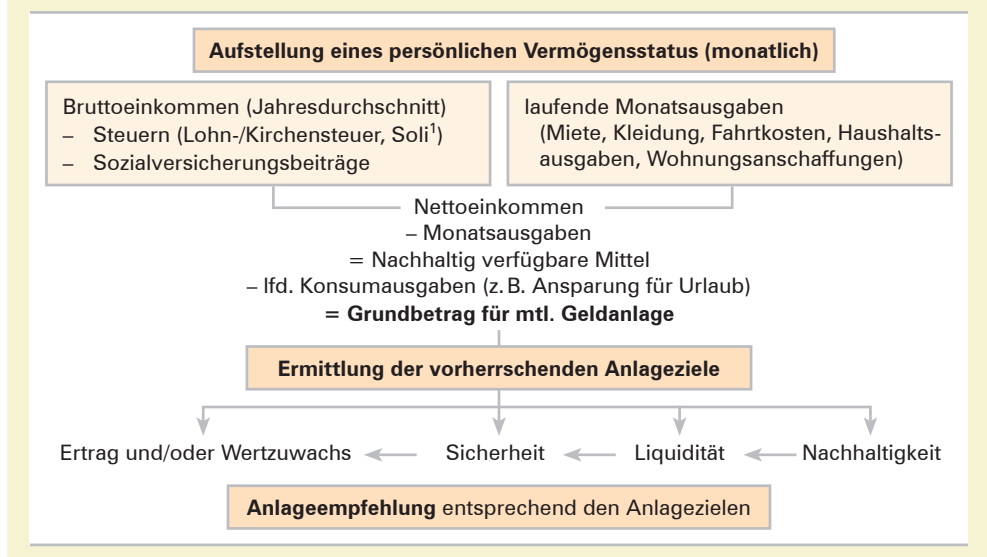 Aufstellung eines persönlichen Vermögensstatus (monatlich)
Bruttoeinkommen (Jahresdurchschnitt)
– Steuern (Lohn-/Kirchensteuer, Soli¹)
– Sozialversicherungsbeiträge
laufende Monatsausgaben
(Miete, Kleidung, Fahrtkosten, Haushalts-
ausgaben, Wohnungsanschaffungen)
Nettoeinkommen
– Monatsausgaben
= Nachhaltig verfügbare Mittel
– lfd. Konsumausgaben (z. B. Ansparung für Urlaub)
= Grundbetrag für mtl. Geldanlage
Ermittlung der vorherrschenden Anlageziele
Ertrag und/oder Wertzuwachs Sicherheit Liquidität Nachhaltigkeit
Anlageempfehlung entsprechend den Anlagezielen